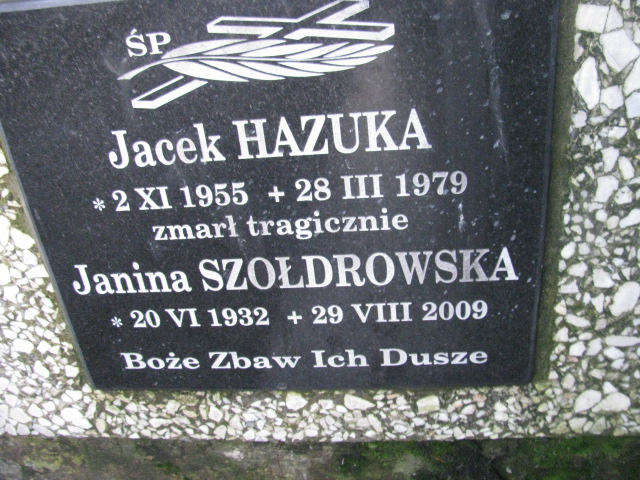 ŚP
Jacek HAZUKA
* 2 XI 1955 + 28 III 1979
zmarł tragicznie
Janina SZOŁDROWSKA
* 20 VI 1932 + 29 VIII 2009
Boże Zbaw Ich Dusze